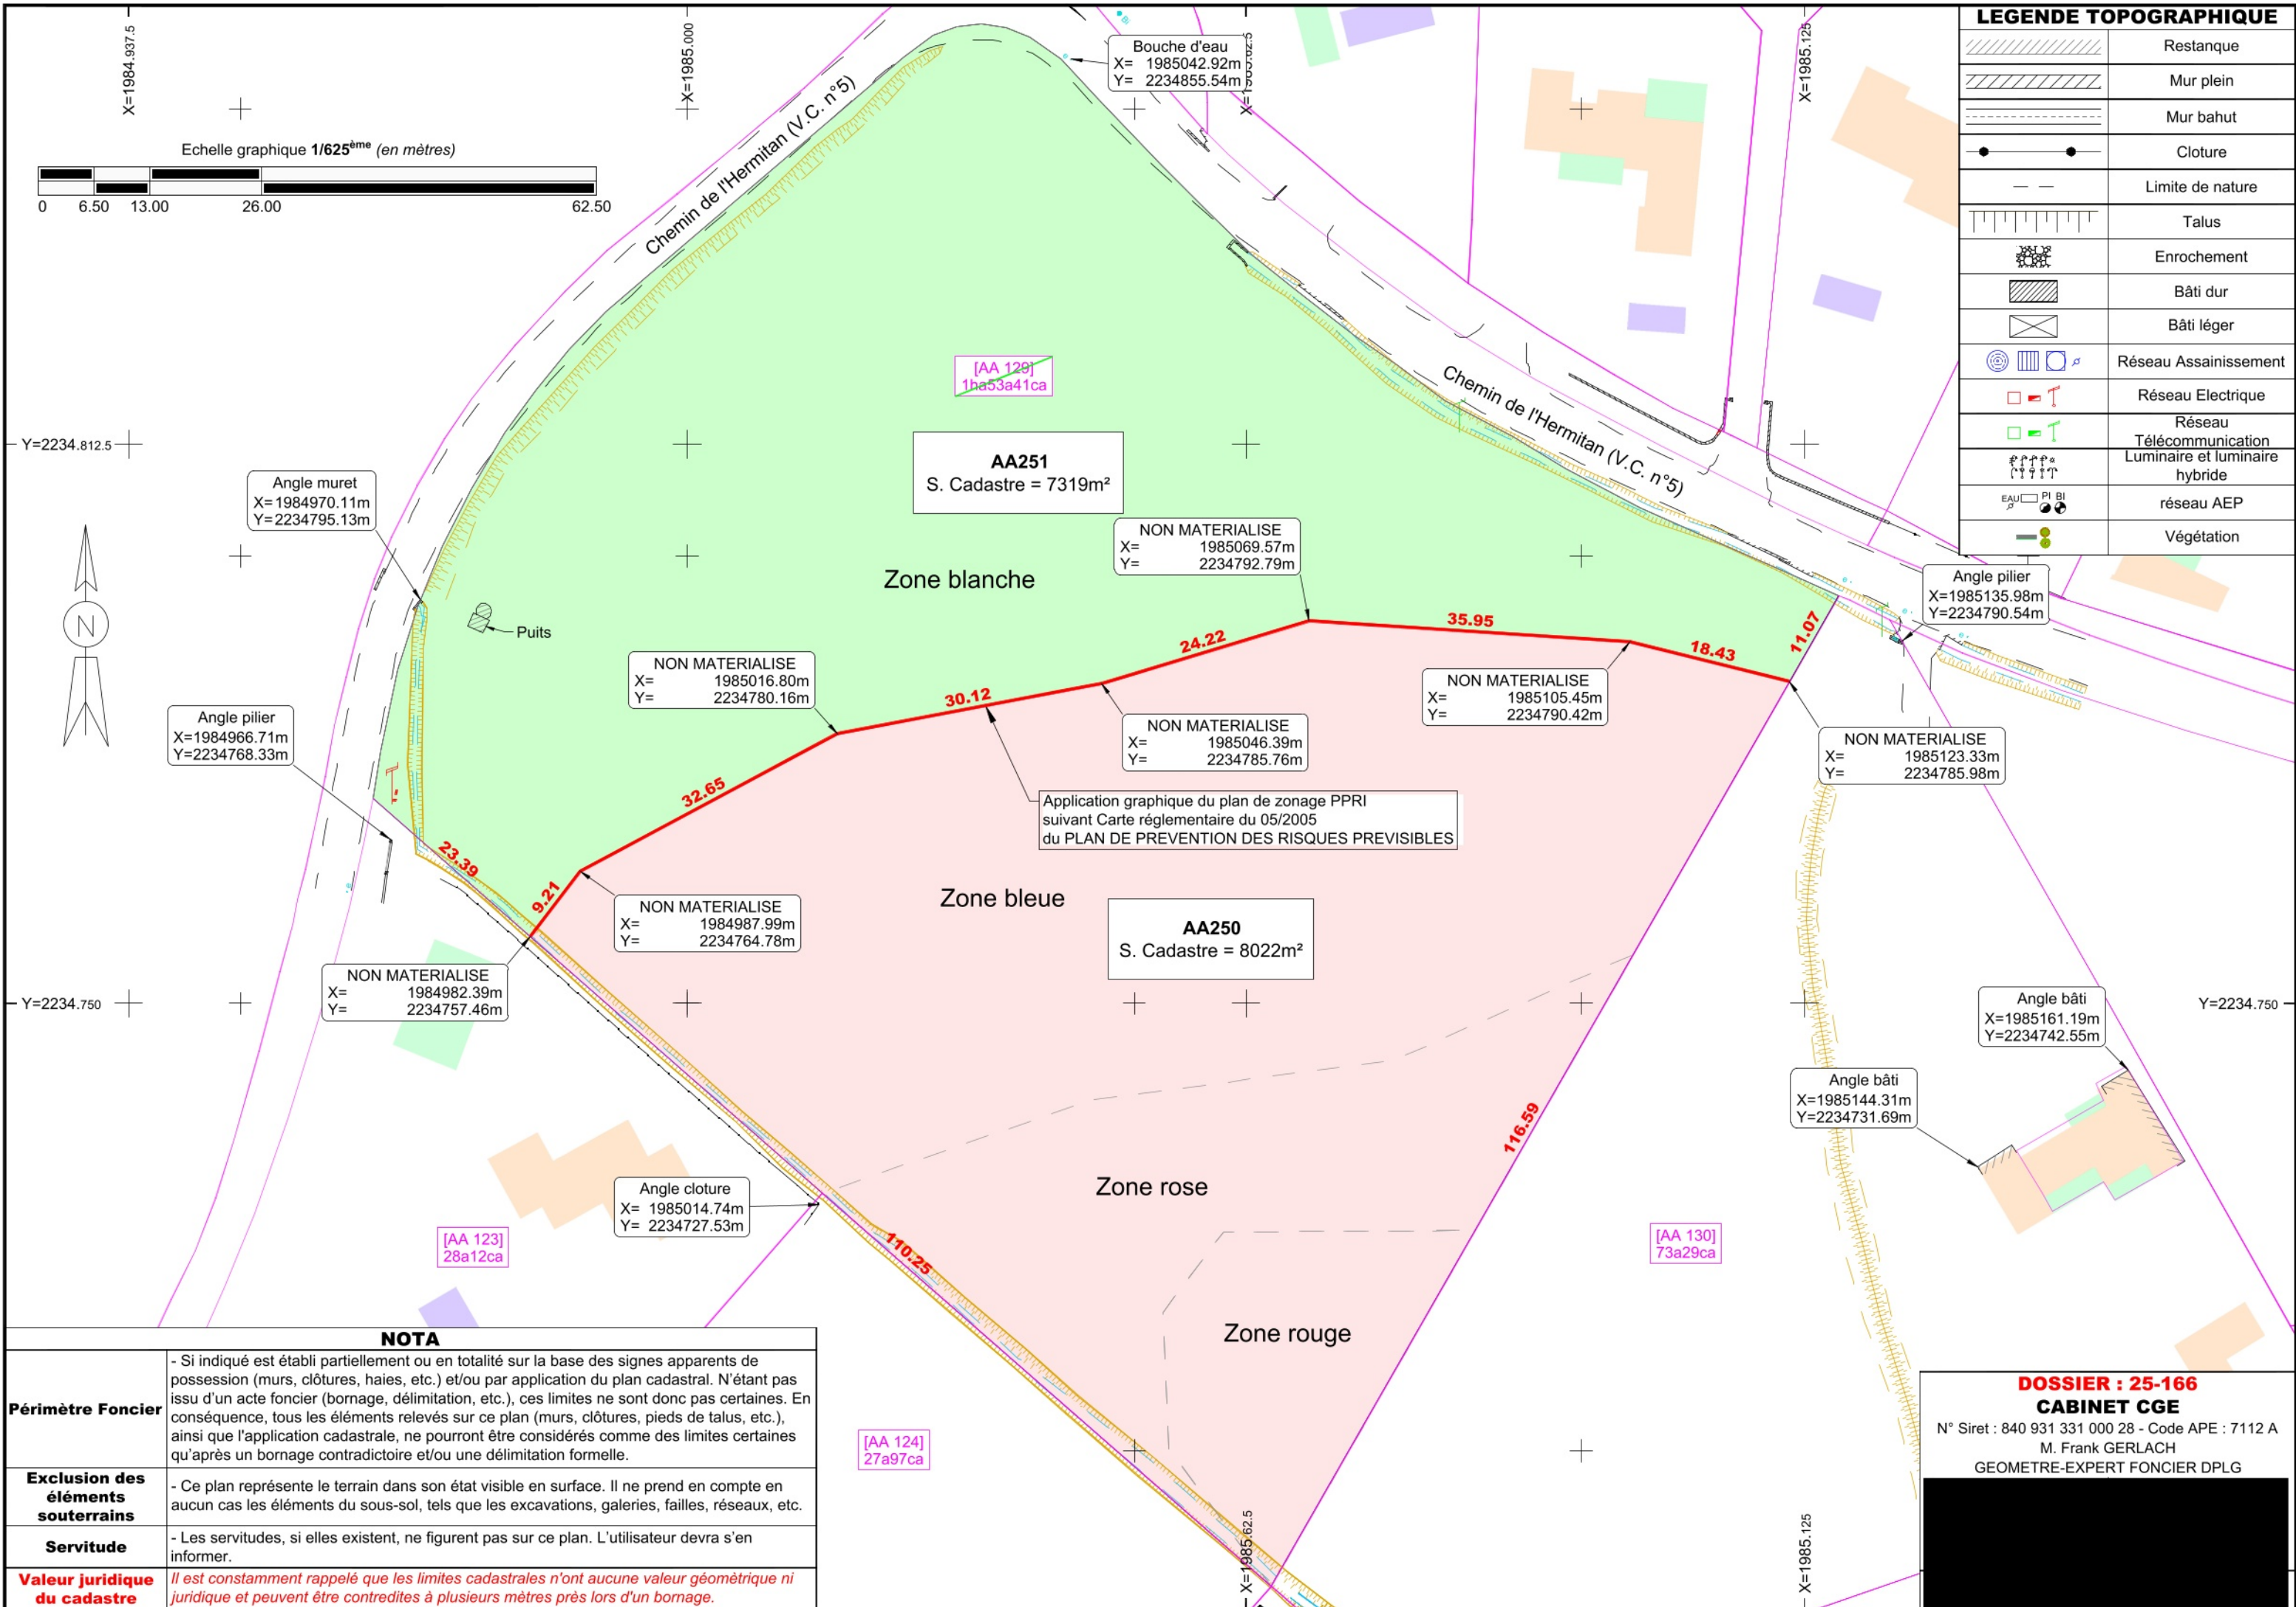 X=1984.937.5
X=1985.000
X=1985.62.5
X=1985.125
Bouche d'eau
X= 1985042.92m
Y= 2234855.54m
Bi
Echelle graphique 1/625ème (en mètres)
0 6.50 13.00 26.00 62.50
Chemin de l'Hermitan (V.C. n°5)
LEGENDE TOPOGRAPHIQUE
Restanque
Mur plein
Mur bahut
Cloture
Limite de nature
Talus
Enrochement
Bâti dur
Bâti léger
Réseau Assainissement
Réseau Electrique
Réseau
Télécommunication
Luminaire et luminaire
hybride
EAU PI BI
réseau AEP
Végétation
[AA 129]
1ha53a41ca
Chemin de l'Hermitan (V.C. n°5)
Y=2234.812.5
AA251
S. Cadastre = 7319m²
Angle muret
X=1984970.11m
Y=2234795.13m
NON MATERIALISE
X= 1985069.57m
Y= 2234792.79m
Zone blanche
Angle pilier
X=1985135.98m
Y=2234790.54m
N
Puits
35.95
11.07
24.22
18.43
NON MATERIALISE
X= 1985016.80m
Y= 2234780.16m
30.12
NON MATERIALISE
X= 1985105.45m
Y= 2234790.42m
Angle pilier
X=1984966.71m
Y=2234768.33m
NON MATERIALISE
X= 1985046.39m
Y= 2234785.76m
NON MATERIALISE
X= 1985123.33m
Y= 2234785.98m
32.65
Application graphique du plan de zonage PPRI
suivant Carte réglementaire du 05/2005
du PLAN DE PREVENTION DES RISQUES PREVISIBLES
23.39
9.21
Zone bleue
NON MATERIALISE
X= 1984987.99m
Y= 2234764.78m
AA250
S. Cadastre = 8022m²
NON MATERIALISE
X= 1984982.39m
Y= 2234757.46m
Y=2234.750
Y=2234.750
Angle bâti
X=1985161.19m
Y=2234742.55m
Angle bâti
X=1985144.31m
Y=2234731.69m
116.59
Zone rose
Angle cloture
X= 1985014.74m
Y= 2234727.53m
[AA 123]
28a12ca
110.25
[AA 130]
73a29ca
Zone rouge
NOTA
Périmètre Foncier
- Si indiqué est établi partiellement ou en totalité sur la base des signes apparents de
possession (murs, clôtures, haies, etc.) et/ou par application du plan cadastral. N'étant pas
issu d'un acte foncier (bornage, délimitation, etc.), ces limites ne sont donc pas certaines. En
conséquence, tous les éléments relevés sur ce plan (murs, clôtures, pieds de talus, etc.),
ainsi que l'application cadastrale, ne pourront être considérés comme des limites certaines
qu'après un bornage contradictoire et/ou une délimitation formelle.
Exclusion des
éléments
souterrains
- Ce plan représente le terrain dans son état visible en surface. Il ne prend en compte en
aucun cas les éléments du sous-sol, tels que les excavations, galeries, failles, réseaux, etc.
Servitude
- Les servitudes, si elles existent, ne figurent pas sur ce plan. L'utilisateur devra s'en
informer.
Valeur juridique
du cadastre
Il est constamment rappelé que les limites cadastrales n'ont aucune valeur géomètrique ni
juridique et peuvent être contredites à plusieurs mètres près lors d'un bornage.
[AA 124]
27a97ca
X=1985.62.5
X=1985.125
DOSSIER : 25-166
CABINET CGE
N° Siret : 840 931 331 000 28 - Code APE : 7112 A
M. Frank GERLACH
GEOMETRE-EXPERT FONCIER DPLG